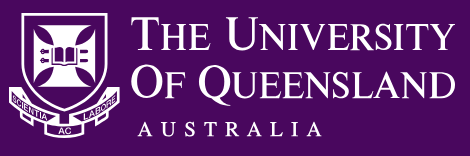 THE UNIVERSITY
OF QUEENSLAND
AUSTRALIA
SCIENTIA
AC
LABORE